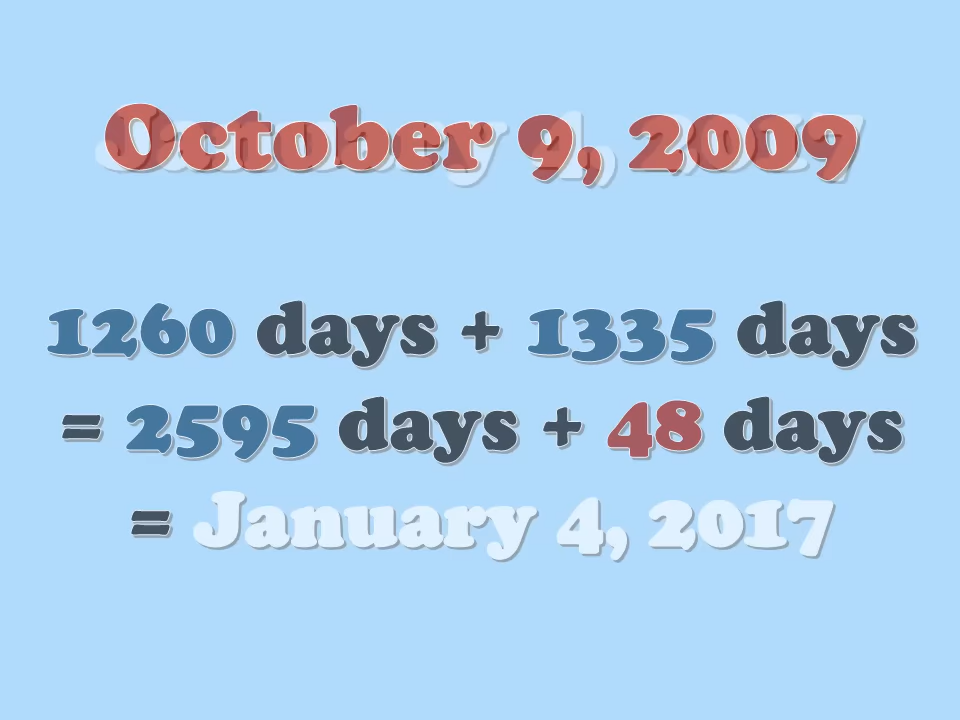 October 9, 2009
1260 days + 1335 days
= 2595 days + 48 days
= January 4, 2017